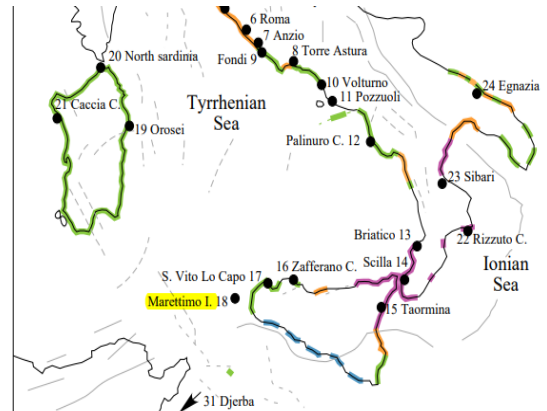 6 Roma
7 Anzio
Fondi 9
8 Torre Astura
20 North sardinia
10 Volturno
11 Pozzuoli
24 Egnazia
21 Caccia C.
Tyrrhenian
Sea
19 Orosei
Palinuro C. 12
23 Sibari
Briatico 13
22 Rizzuto C.
Scilla 14
Ionian
Sea
S. Vito Lo Capo 17
16 Zafferano C.
Marettimo I. 18
15 Taormina
31 Djerba